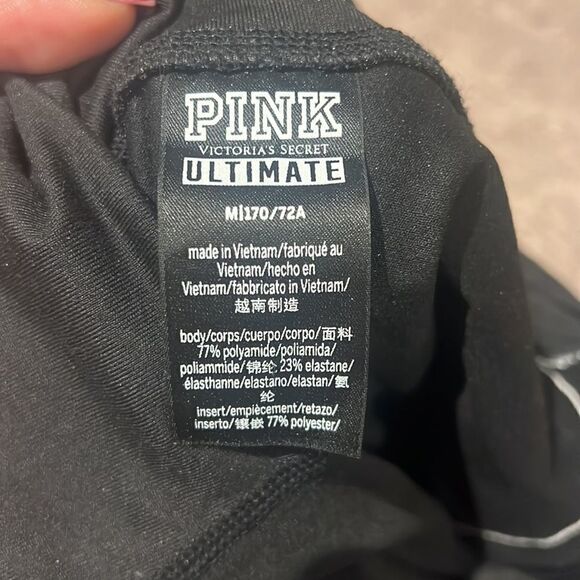 PINK
VICTORIA'S SECRET
ULTIMATE
M|170/72A
made in Vietnam/fabriqué au
Vietnam/hecho en
Vietnam/fabbricato in Vietnam/
越南制造
body/corps/cuerpo/corpo/面料
77% polyamide/poliamida/
poliammide/锦纶 23% elastane/
élasthanne/elastano/elastan/氨
纶
insert/empiècement/retazo/
inserto/镶嵌 77% polyester/